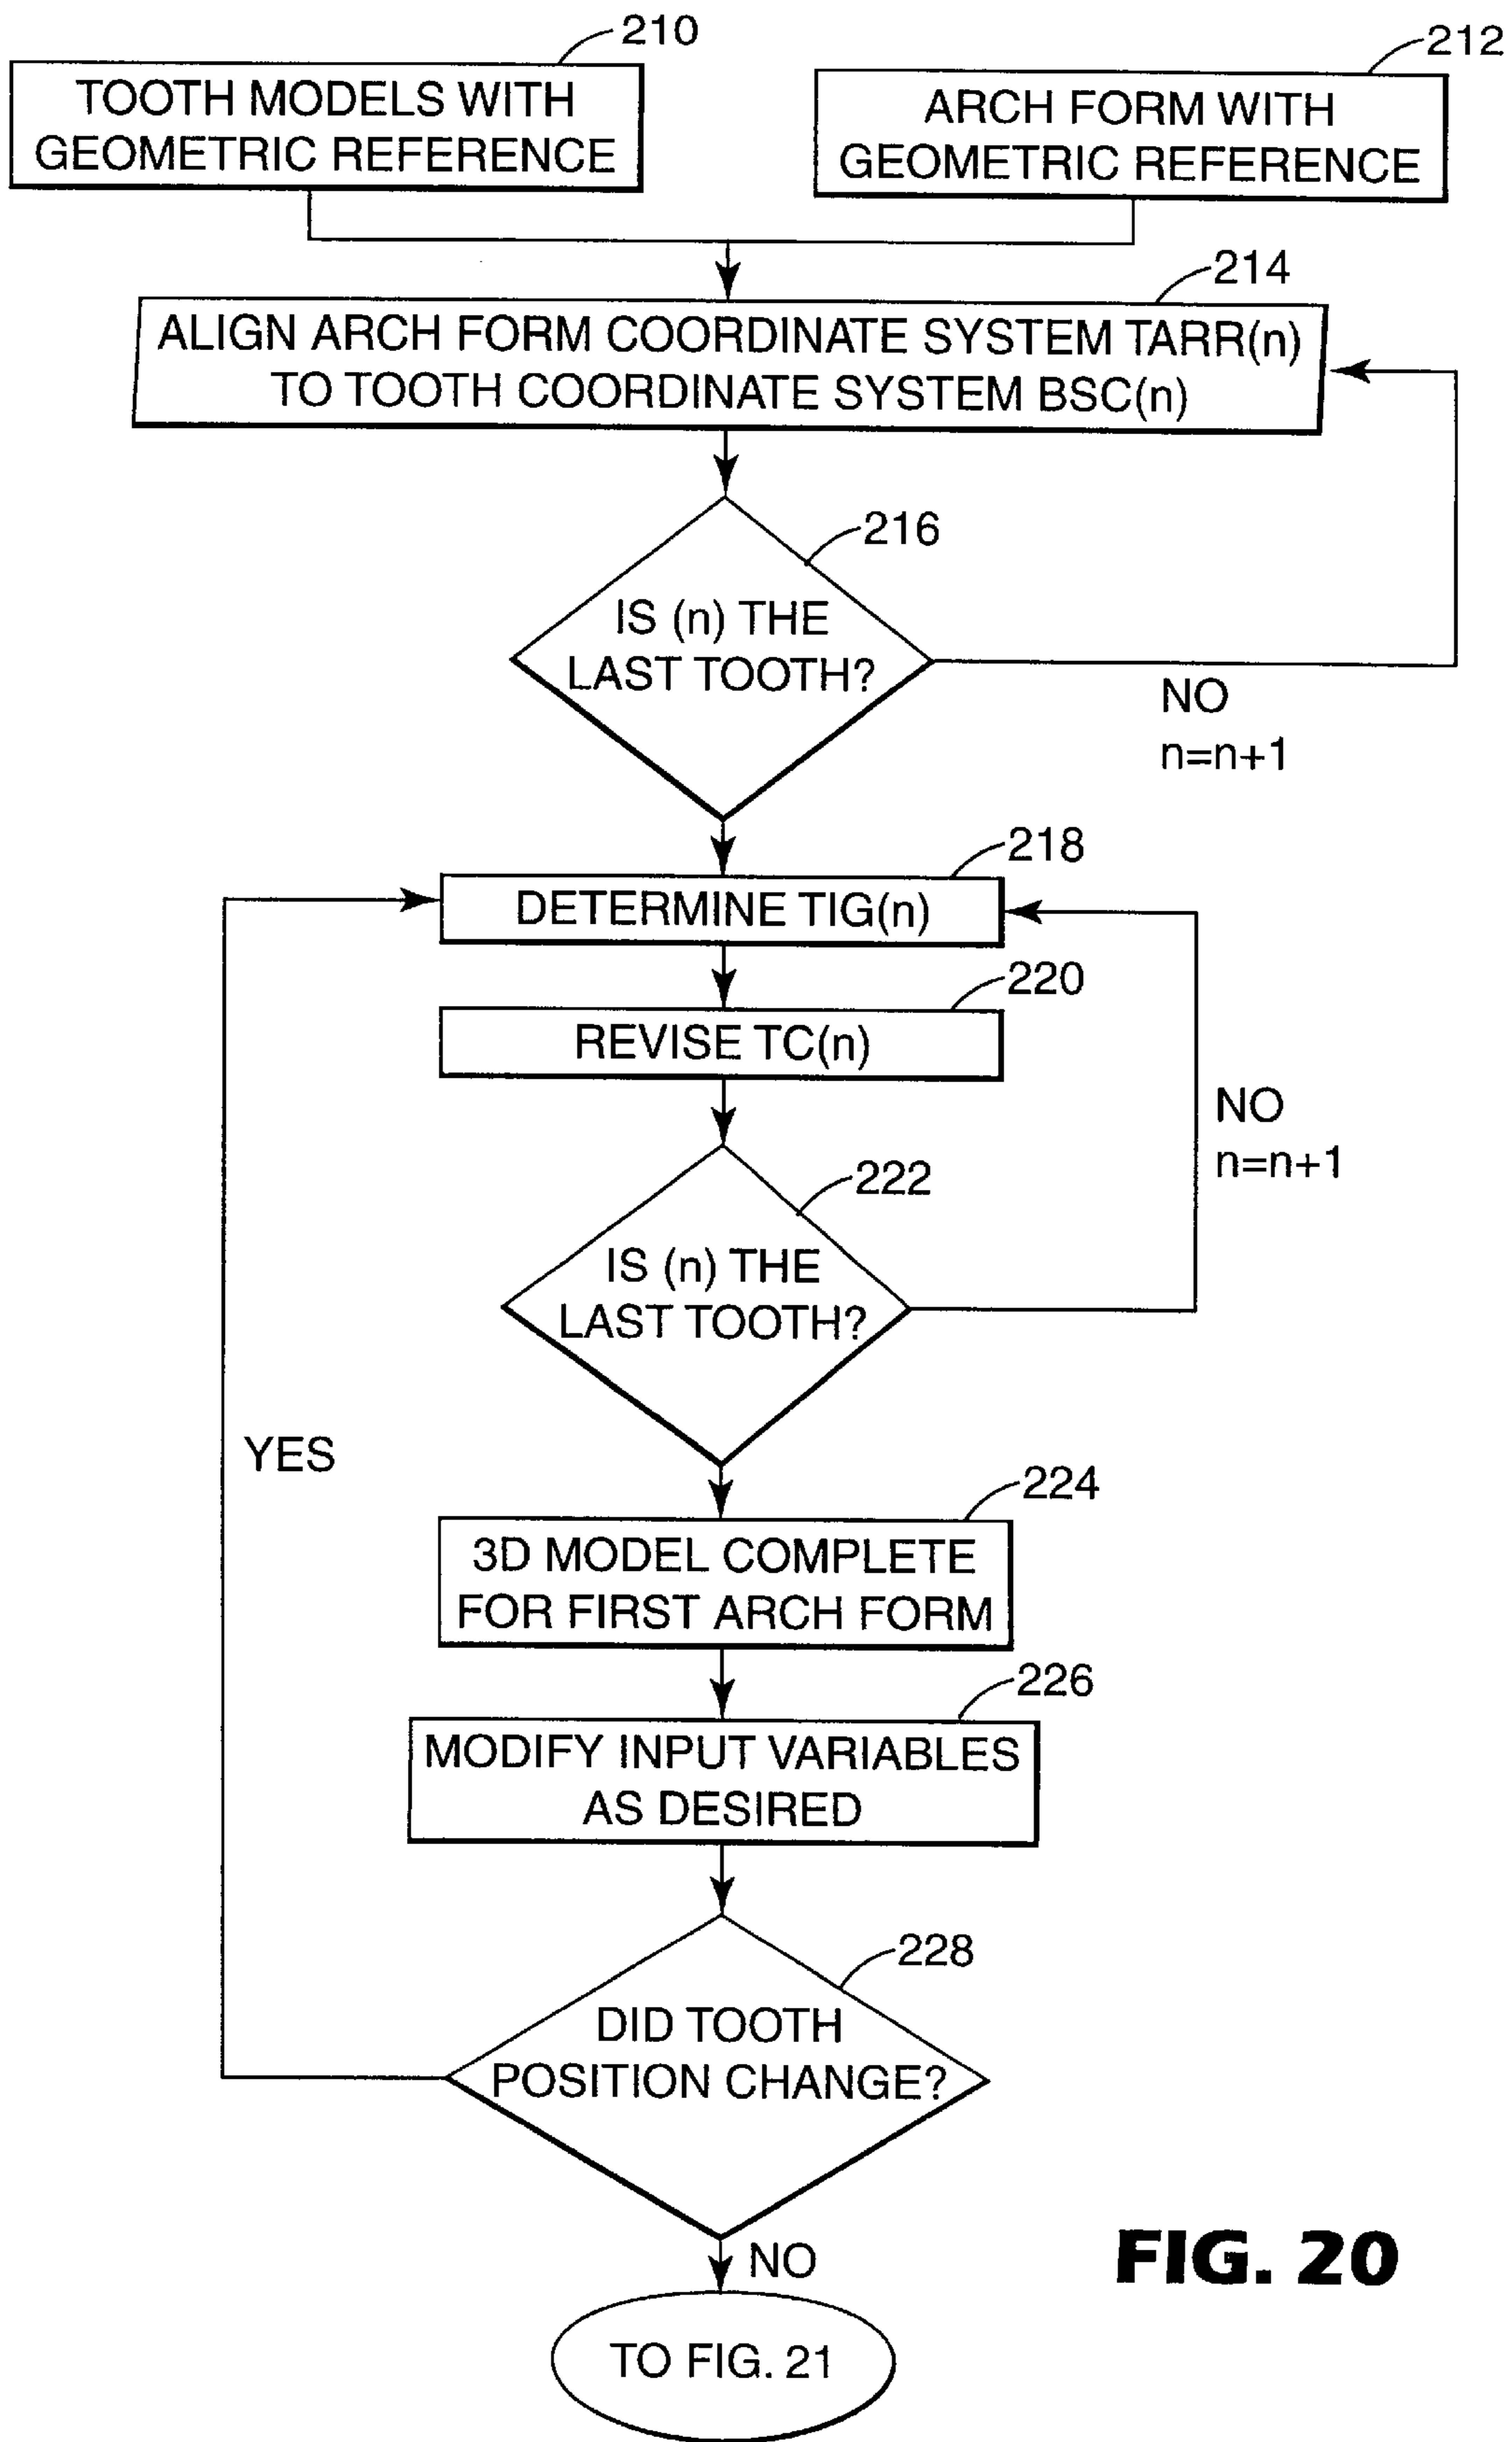 210
TOOTH MODELS WITH
GEOMETRIC REFERENCE
212
ARCH FORM WITH
GEOMETRIC REFERENCE
214
ALIGN ARCH FORM COORDINATE SYSTEM TARR(n)
TO TOOTH COORDINATE SYSTEM BSC(n)
216
IS (n) THE
LAST TOOTH?
NO
n=n+1
218
DETERMINE TIG(n)
220
REVISE TC(n)
NO
n=n+1
222
IS (n) THE
LAST TOOTH?
YES
224
3D MODEL COMPLETE
FOR FIRST ARCH FORM
226
MODIFY INPUT VARIABLES
AS DESIRED
228
DID TOOTH
POSITION CHANGE?
NO
FIG. 20
TO FIG. 21